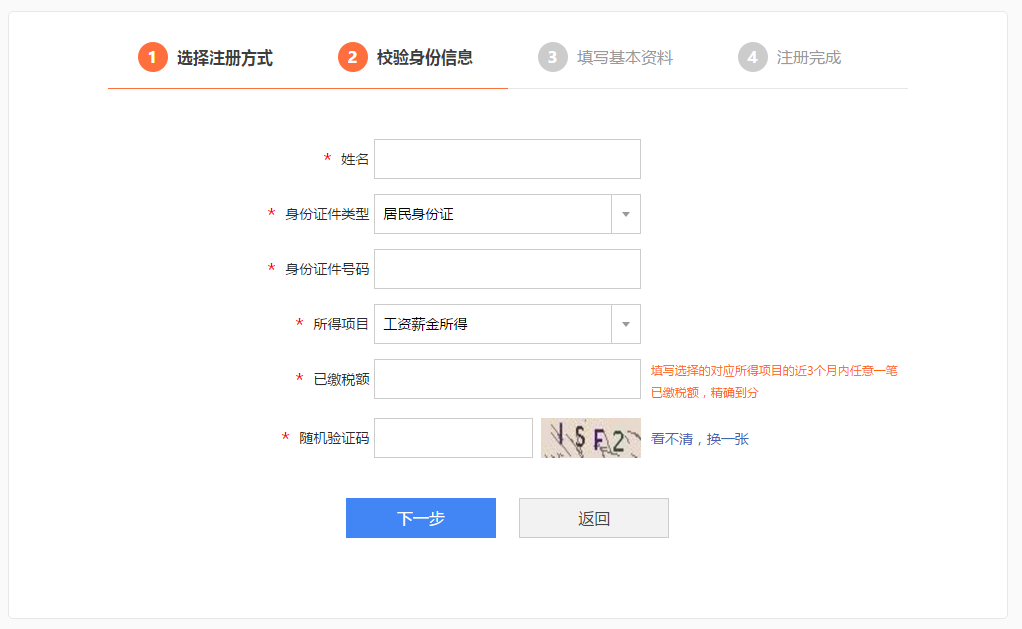 1 选择注册方式 2 校验身份信息 3 填写基本资料 4 注册完成
* 姓名
* 身份证件类型 居民身份证
* 身份证件号码
* 所得项目 工资薪金所得
* 已缴税额 填写选择的对应所得项目的近3个月内任意一笔
已缴税额，精确到分
* 随机验证码 ISF2 看不清，换一张
下一步 返回